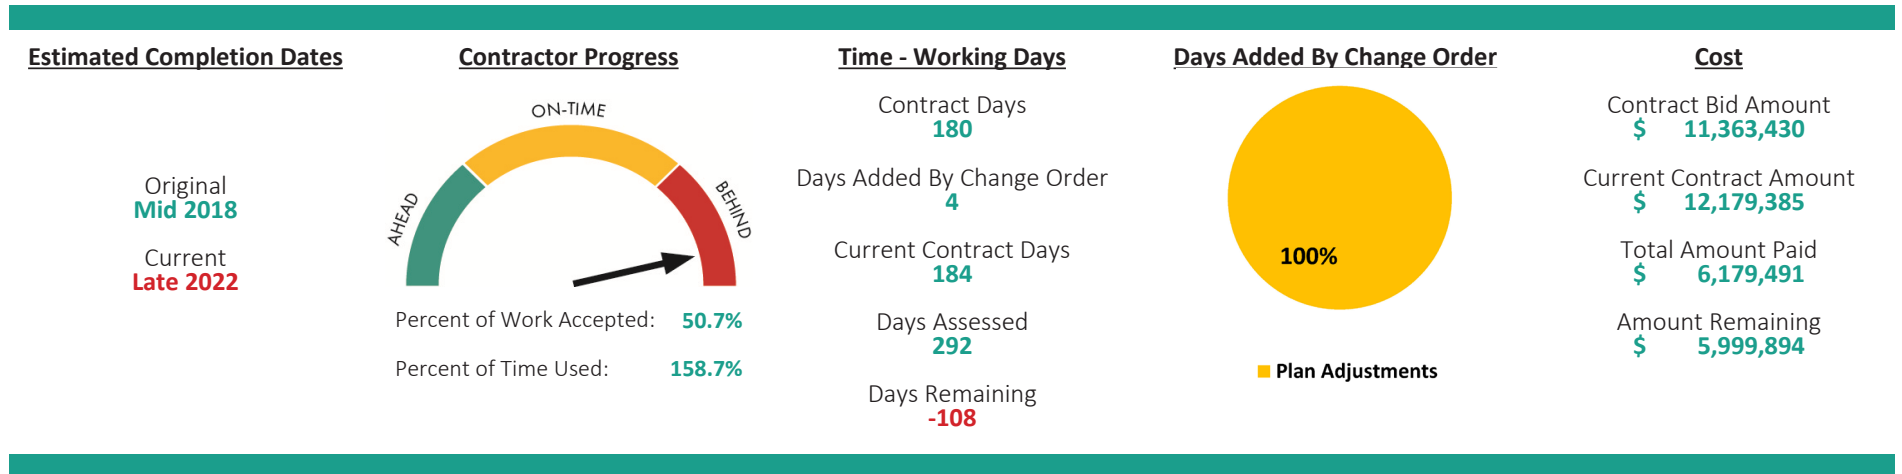 Estimated Completion Dates
Original
Mid 2018
Current
Late 2022
Contractor Progress
AHEAD
ON-TIME
BEHIND
Percent of Work Accepted: 50.7%
Percent of Time Used: 158.7%
Time - Working Days
Contract Days
180
Days Added By Change Order
4
Current Contract Days
184
Days Assessed
292
Days Remaining
-108
Days Added By Change Order
100%
Plan Adjustments
Cost
Contract Bid Amount
$ 11,363,430
Current Contract Amount
$ 12,179,385
Total Amount Paid
$ 6,179,491
Amount Remaining
$ 5,999,894